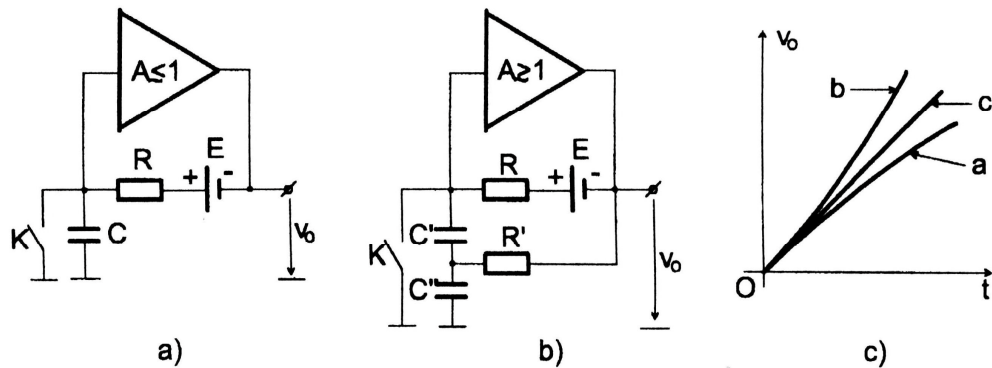 A≤1
R
E
+
-
K
C
v₀
a)
A≥1
R
E
+
-
K
C'
R'
C"
v₀
b)
v₀
b
c
a
O
t
c)